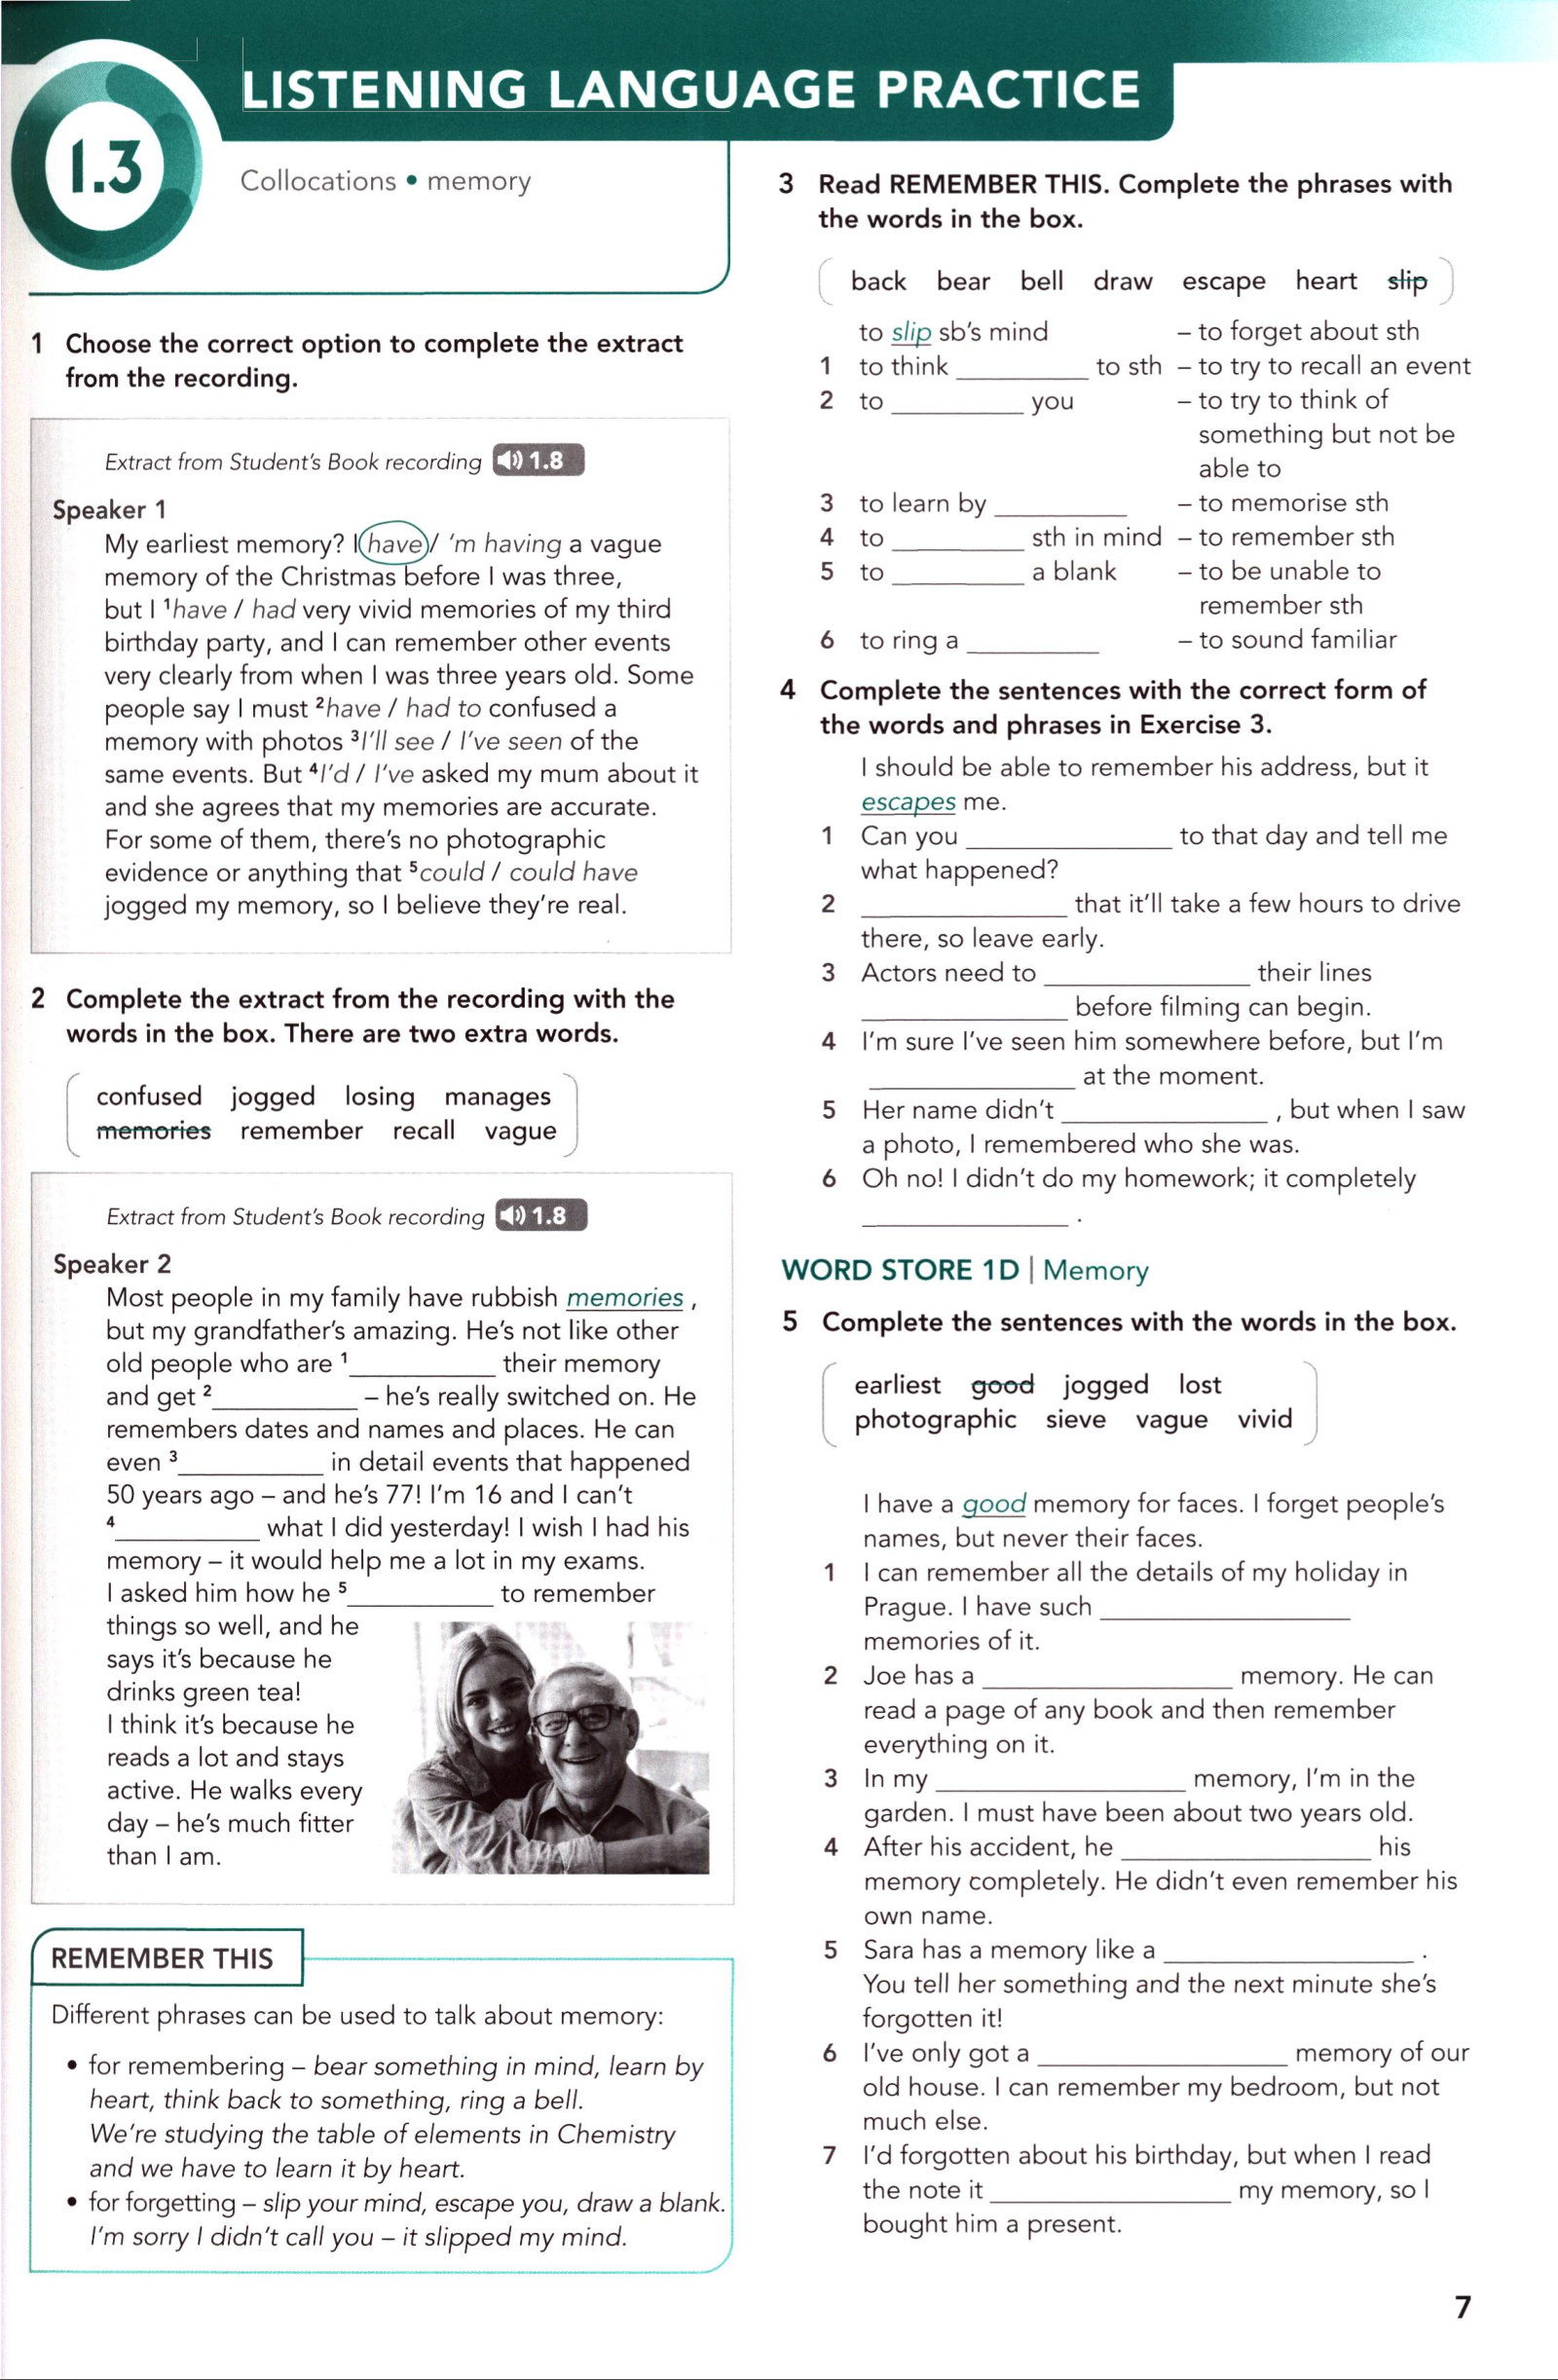 LISTENING LANGUAGE PRACTICE
1.3
Collocations • memory
1 Choose the correct option to complete the extract
from the recording.
Extract from Student's Book recording 1.8
Speaker 1
My earliest memory? I have / 'm having a vague
memory of the Christmas before I was three,
but I ¹have / had very vivid memories of my third
birthday party, and I can remember other events
very clearly from when I was three years old. Some
people say I must ²have / had to confused a
memory with photos ³I'll see / I've seen of the
same events. But ⁴I'd / I've asked my mum about it
and she agrees that my memories are accurate.
For some of them, there's no photographic
evidence or anything that ⁵could / could have
jogged my memory, so I believe they're real.
2 Complete the extract from the recording with the
words in the box. There are two extra words.
confused jogged losing manages
memories remember recall vague
Extract from Student's Book recording 1.8
Speaker 2
Most people in my family have rubbish memories ,
but my grandfather's amazing. He's not like other
old people who are ¹____________ their memory
and get ²____________ – he's really switched on. He
remembers dates and names and places. He can
even ³____________ in detail events that happened
50 years ago – and he's 77! I'm 16 and I can't
⁴____________ what I did yesterday! I wish I had his
memory – it would help me a lot in my exams.
I asked him how he ⁵____________ to remember
things so well, and he
says it's because he
drinks green tea!
I think it's because he
reads a lot and stays
active. He walks every
day – he's much fitter
than I am.
REMEMBER THIS
Different phrases can be used to talk about memory:
• for remembering – bear something in mind, learn by
heart, think back to something, ring a bell.
We're studying the table of elements in Chemistry
and we have to learn it by heart.
• for forgetting – slip your mind, escape you, draw a blank.
I'm sorry I didn't call you – it slipped my mind.
3 Read REMEMBER THIS. Complete the phrases with
the words in the box.
back bear bell draw escape heart slip
to slip sb's mind – to forget about sth
1 to think ___________ to sth – to try to recall an event
2 to ___________ you – to try to think of
something but not be
able to
3 to learn by ___________ – to memorise sth
4 to ___________ sth in mind – to remember sth
5 to ___________ a blank – to be unable to
remember sth
6 to ring a ___________ – to sound familiar
4 Complete the sentences with the correct form of
the words and phrases in Exercise 3.
I should be able to remember his address, but it
escapes me.
1 Can you _________________ to that day and tell me
what happened?
2 _________________ that it'll take a few hours to drive
there, so leave early.
3 Actors need to _________________ their lines
_________________ before filming can begin.
4 I'm sure I've seen him somewhere before, but I'm
_________________ at the moment.
5 Her name didn't _________________ , but when I saw
a photo, I remembered who she was.
6 Oh no! I didn't do my homework; it completely
_________________ .
WORD STORE 1D | Memory
5 Complete the sentences with the words in the box.
earliest good jogged lost
photographic sieve vague vivid
I have a good memory for faces. I forget people's
names, but never their faces.
1 I can remember all the details of my holiday in
Prague. I have such _____________________
memories of it.
2 Joe has a _____________________ memory. He can
read a page of any book and then remember
everything on it.
3 In my _____________________ memory, I'm in the
garden. I must have been about two years old.
4 After his accident, he _____________________ his
memory completely. He didn't even remember his
own name.
5 Sara has a memory like a _____________________ .
You tell her something and the next minute she's
forgotten it!
6 I've only got a _____________________ memory of our
old house. I can remember my bedroom, but not
much else.
7 I'd forgotten about his birthday, but when I read
the note it _____________________ my memory, so I
bought him a present.
7